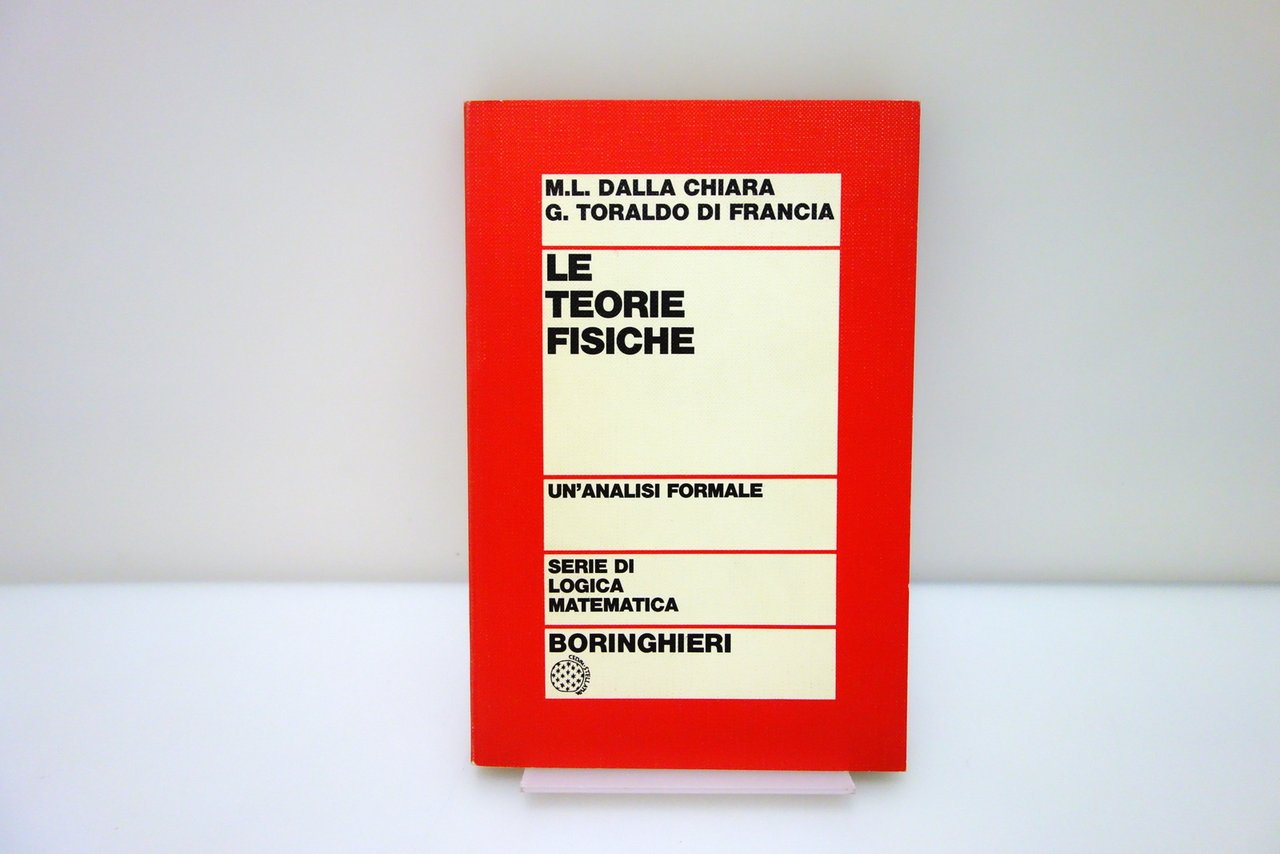 M.L. DALLA CHIARA
G. TORALDO DI FRANCIA
LE
TEORIE
FISICHE
UN'ANALISI FORMALE
SERIE DI
LOGICA
MATEMATICA
BORINGHIERI